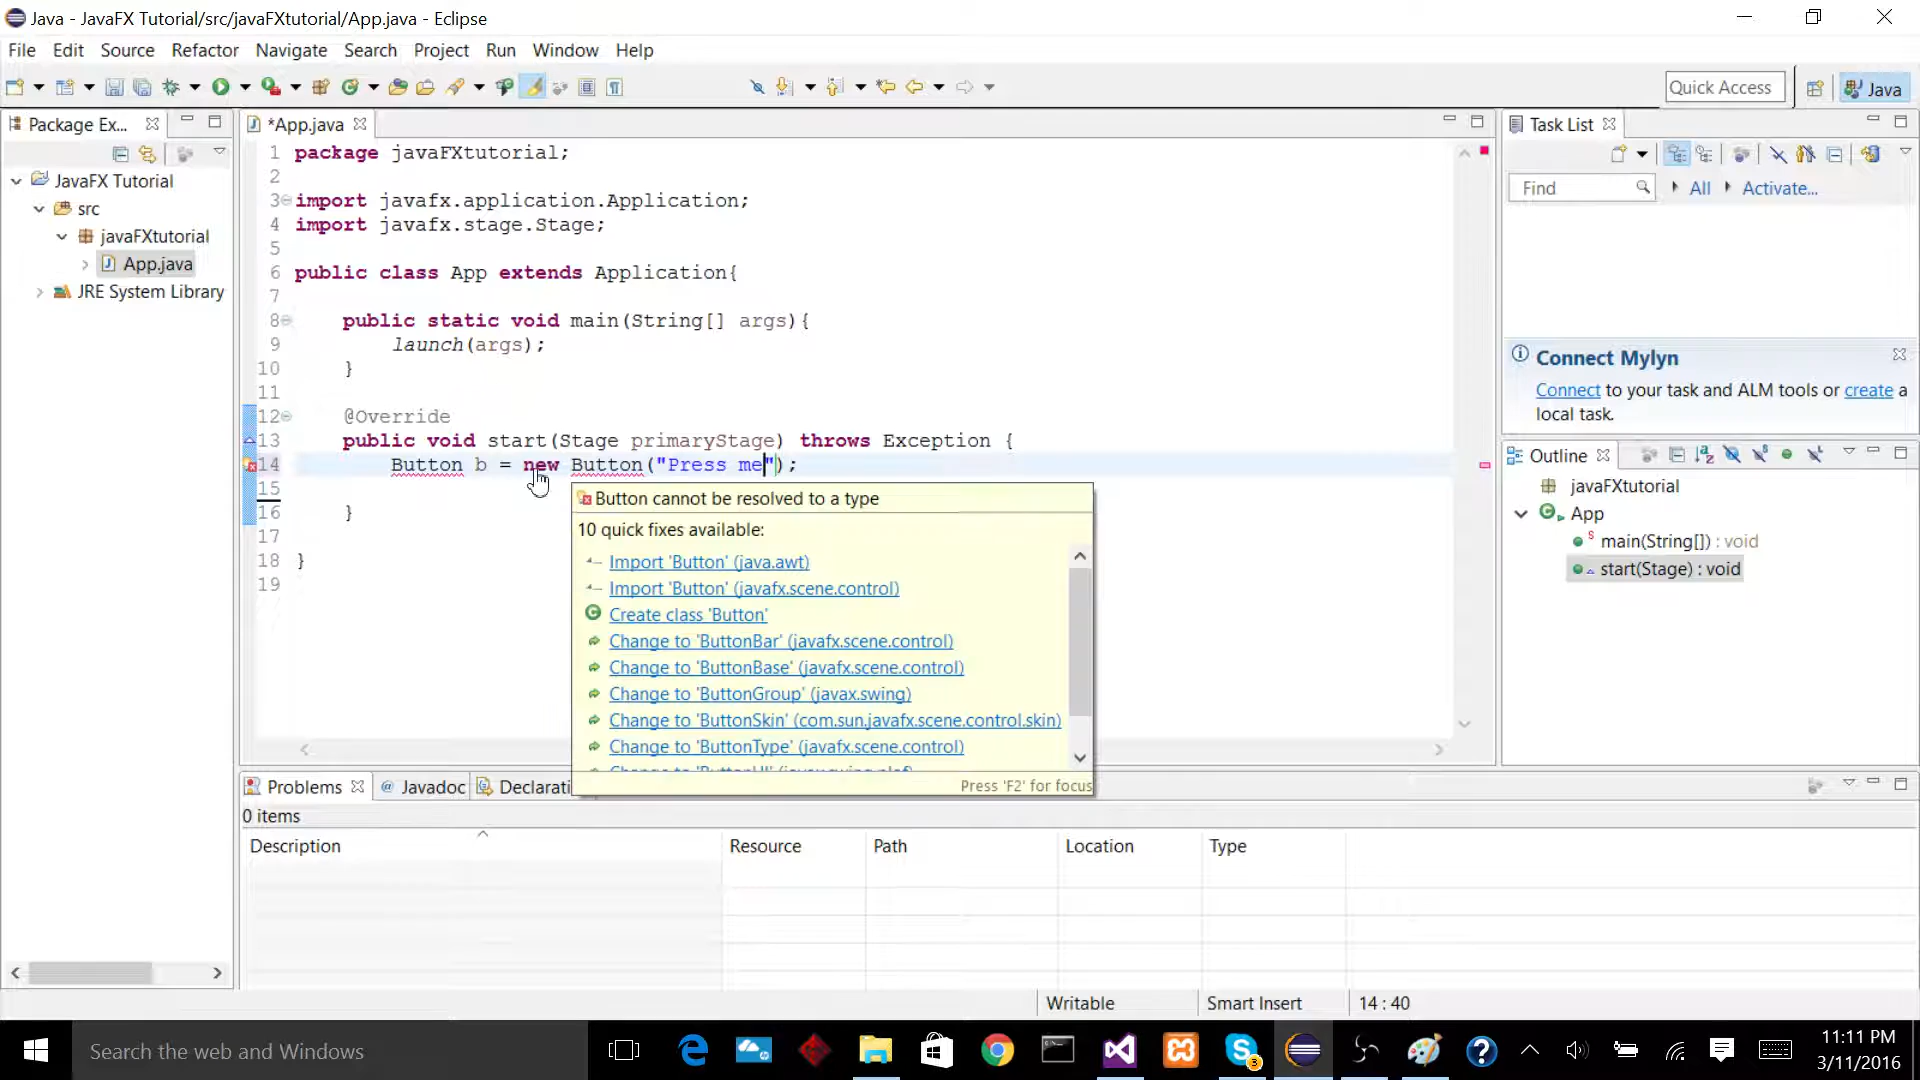 Java - JavaFX Tutorial/src/javaFXtutorial/App.java - Eclipse
File Edit Source Refactor Navigate Search Project Run Window Help
Quick Access
Java
Package Ex...
*App.java
Task List
JavaFX Tutorial
src
javaFXtutorial
App.java
JRE System Library
1 package javaFXtutorial;
2
3 import javafx.application.Application;
4 import javafx.stage.Stage;
5
6 public class App extends Application{
7
8 public static void main(String[] args){
9 launch(args);
10 }
11
12 @Override
13 public void start(Stage primaryStage) throws Exception {
14 Button b = new Button("Press me");
15
16 }
17
18 }
19
Button cannot be resolved to a type
10 quick fixes available:
Import 'Button' (java.awt)
Import 'Button' (javafx.scene.control)
Create class 'Button'
Change to 'ButtonBar' (javafx.scene.control)
Change to 'ButtonBase' (javafx.scene.control)
Change to 'ButtonGroup' (javax.swing)
Change to 'ButtonSkin' (com.sun.javafx.scene.control.skin)
Change to 'ButtonType' (javafx.scene.control)
Press 'F2' for focus
Find
All
Activate...
Connect Mylyn
Connect to your task and ALM tools or create a
local task.
Outline
javaFXtutorial
App
main(String[]) : void
start(Stage) : void
Problems
@ Javadoc
Declarati
0 items
Description Resource Path Location Type
Writable Smart Insert 14 : 40
Search the web and Windows
3
11:11 PM
3/11/2016